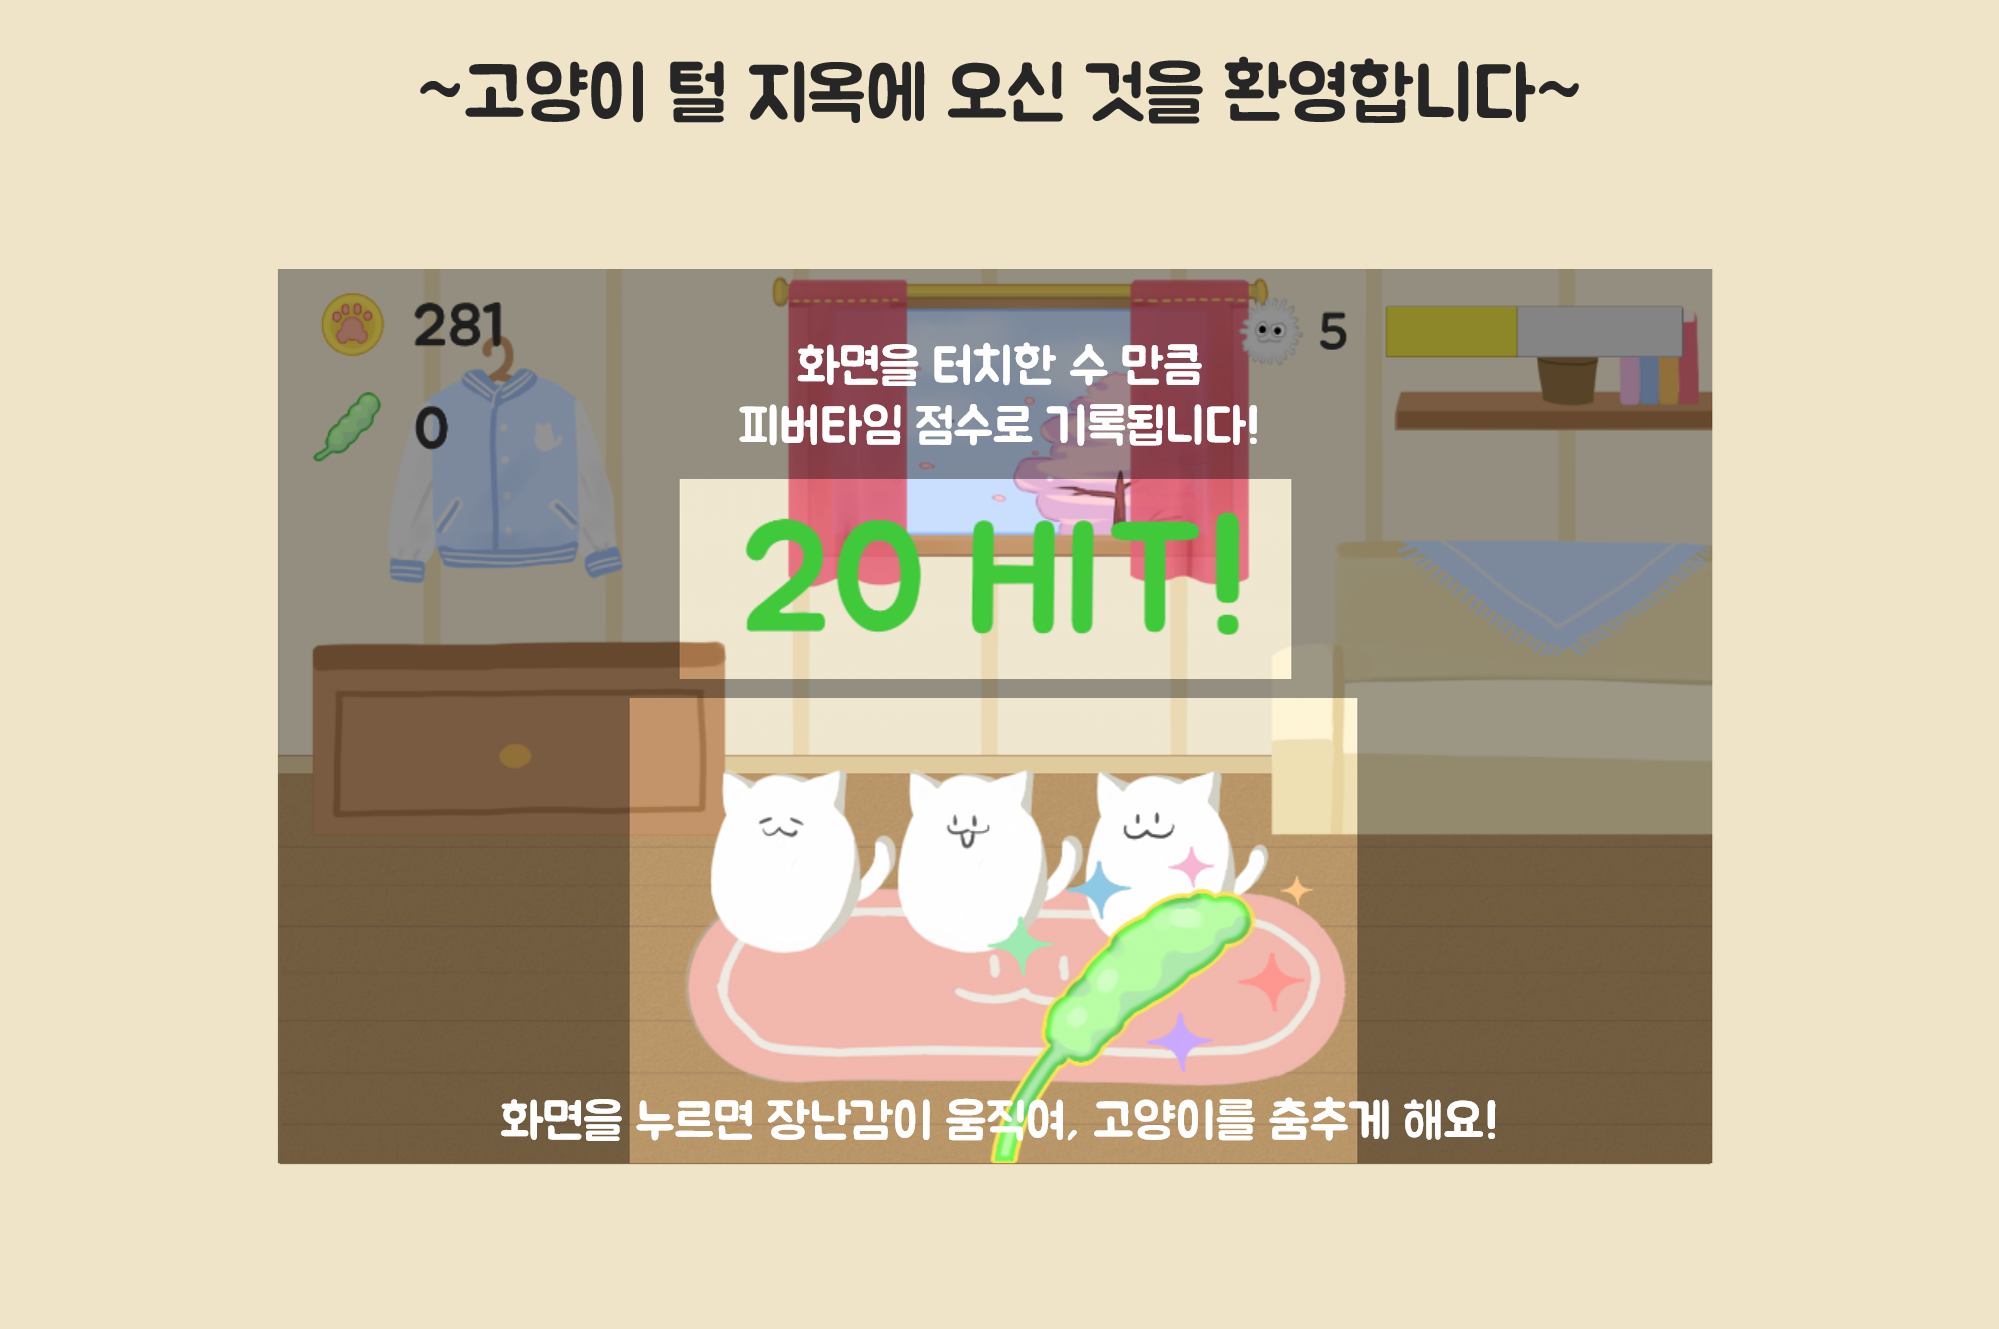 ~고양이 털 지옥에 오신 것을 환영합니다~
281
5
0
화면을 터치한 수 만큼
피버타임 점수로 기록됩니다!
20 HIT!
화면을 누르면 장난감이 움직여, 고양이를 춤추게 해요!